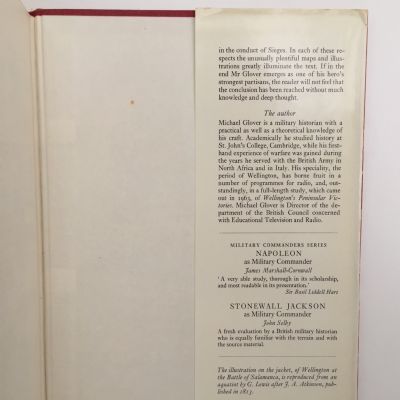 in the conduct of Sieges. In each of these re-
spects the unusually plentiful maps and illus-
trations greatly illuminate the text. If in the
end Mr Glover emerges as one of his hero's
strongest partisans, the reader will not feel that
the conclusion has been reached without much
knowledge and deep thought.
The author
Michael Glover is a military historian with a
practical as well as a theoretical knowledge of
his craft. Academically he studied history at
St. John's College, Cambridge, while his first-
hand experience of warfare was gained during
the years he served with the British Army in
North Africa and in Italy. His speciality, the
period of Wellington, has borne fruit in a
number of programmes for radio, and, out-
standingly, in a full-length study, which came
out in 1963, of Wellington's Peninsular Vic-
tories. Michael Glover is Director of the de-
partment of the British Council concerned
with Educational Television and Radio.
MILITARY COMMANDERS SERIES
NAPOLEON
as Military Commander
James Marshall-Cornwall
'A very able study, thorough in its scholarship,
and most readable in its presentation.'
Sir Basil Liddell Hart
STONEWALL JACKSON
as Military Commander
John Selby
A fresh evaluation by a British military historian
who is equally familiar with the terrain and with
the source material.
The illustration on the jacket, of Wellington at
the Battle of Salamanca, is reproduced from an
aquatint by G. Lewis after J. A. Atkinson, pub-
lished in 1813.